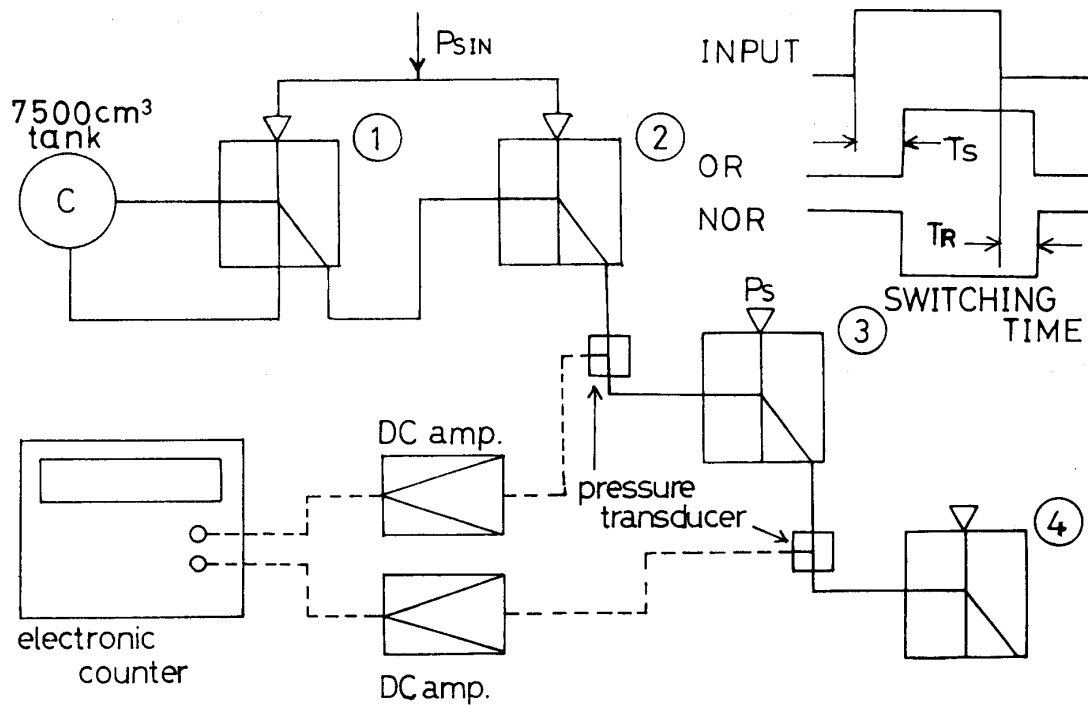 PSIN
7500cm³
tank
C
1
2
INPUT
OR
TS
NOR
TR
SWITCHING
TIME
PS
3
DC amp.
pressure
transducer
4
electronic
counter
DC amp.